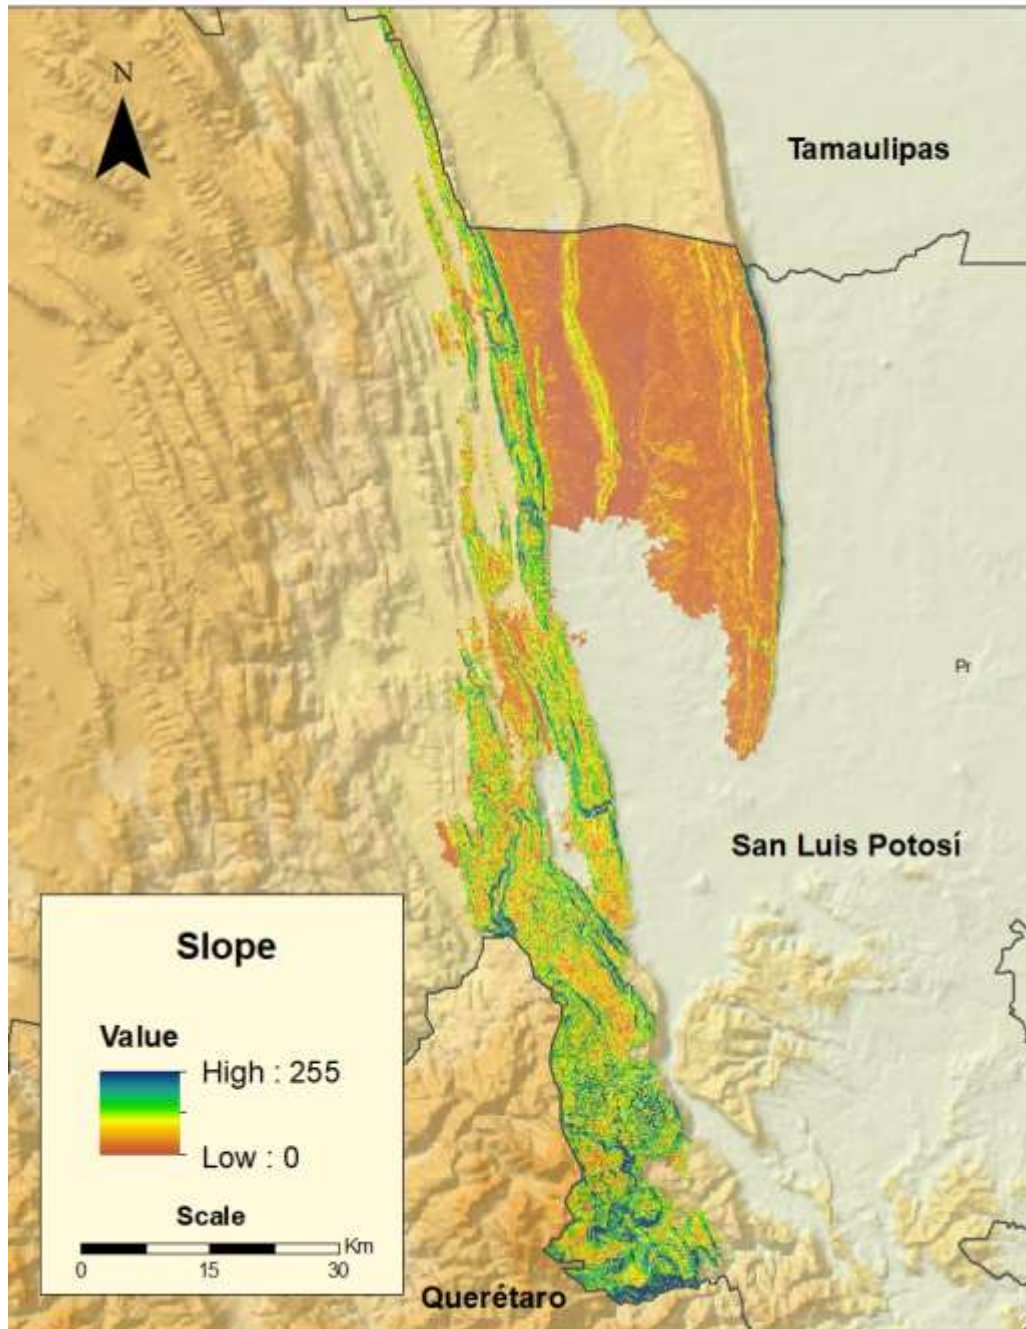 N
Tamaulipas
Pr
San Luis Potosí
Slope
Value
High : 255
Low : 0
Scale
Km
0 15 30
Querétaro